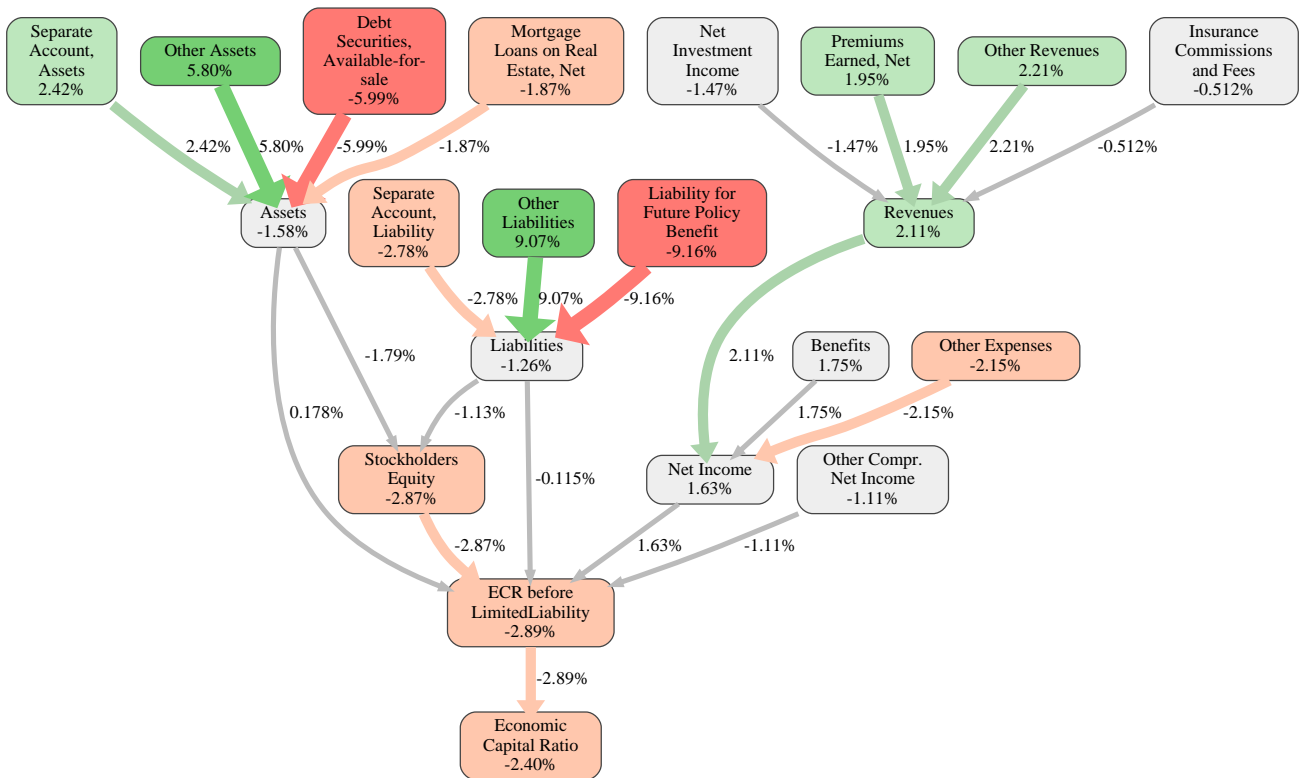 Separate
Account,
Assets
2.42%
Other Assets
5.80%
Debt
Securities,
Available-for-
sale
-5.99%
Mortgage
Loans on Real
Estate, Net
-1.87%
Net
Investment
Income
-1.47%
Premiums
Earned, Net
1.95%
Other Revenues
2.21%
Insurance
Commissions
and Fees
-0.512%
2.42%
5.80%
-5.99%
-1.87%
-1.47%
1.95%
2.21%
-0.512%
Assets
-1.58%
Separate
Account,
Liability
-2.78%
Other
Liabilities
9.07%
Liability for
Future Policy
Benefit
-9.16%
Revenues
2.11%
-2.78%
9.07%
-9.16%
-1.79%
Liabilities
-1.26%
2.11%
Benefits
1.75%
Other Expenses
-2.15%
0.178%
-1.13%
1.75%
-2.15%
Stockholders
Equity
-2.87%
-0.115%
Net Income
1.63%
Other Compr.
Net Income
-1.11%
-2.87%
1.63%
-1.11%
ECR before
LimitedLiability
-2.89%
-2.89%
Economic
Capital Ratio
-2.40%